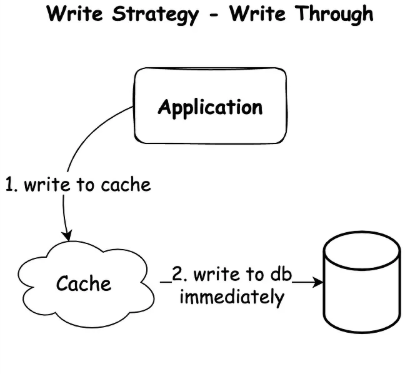 Write Strategy - Write Through
Application
1. write to cache
Cache
2. write to db
immediately